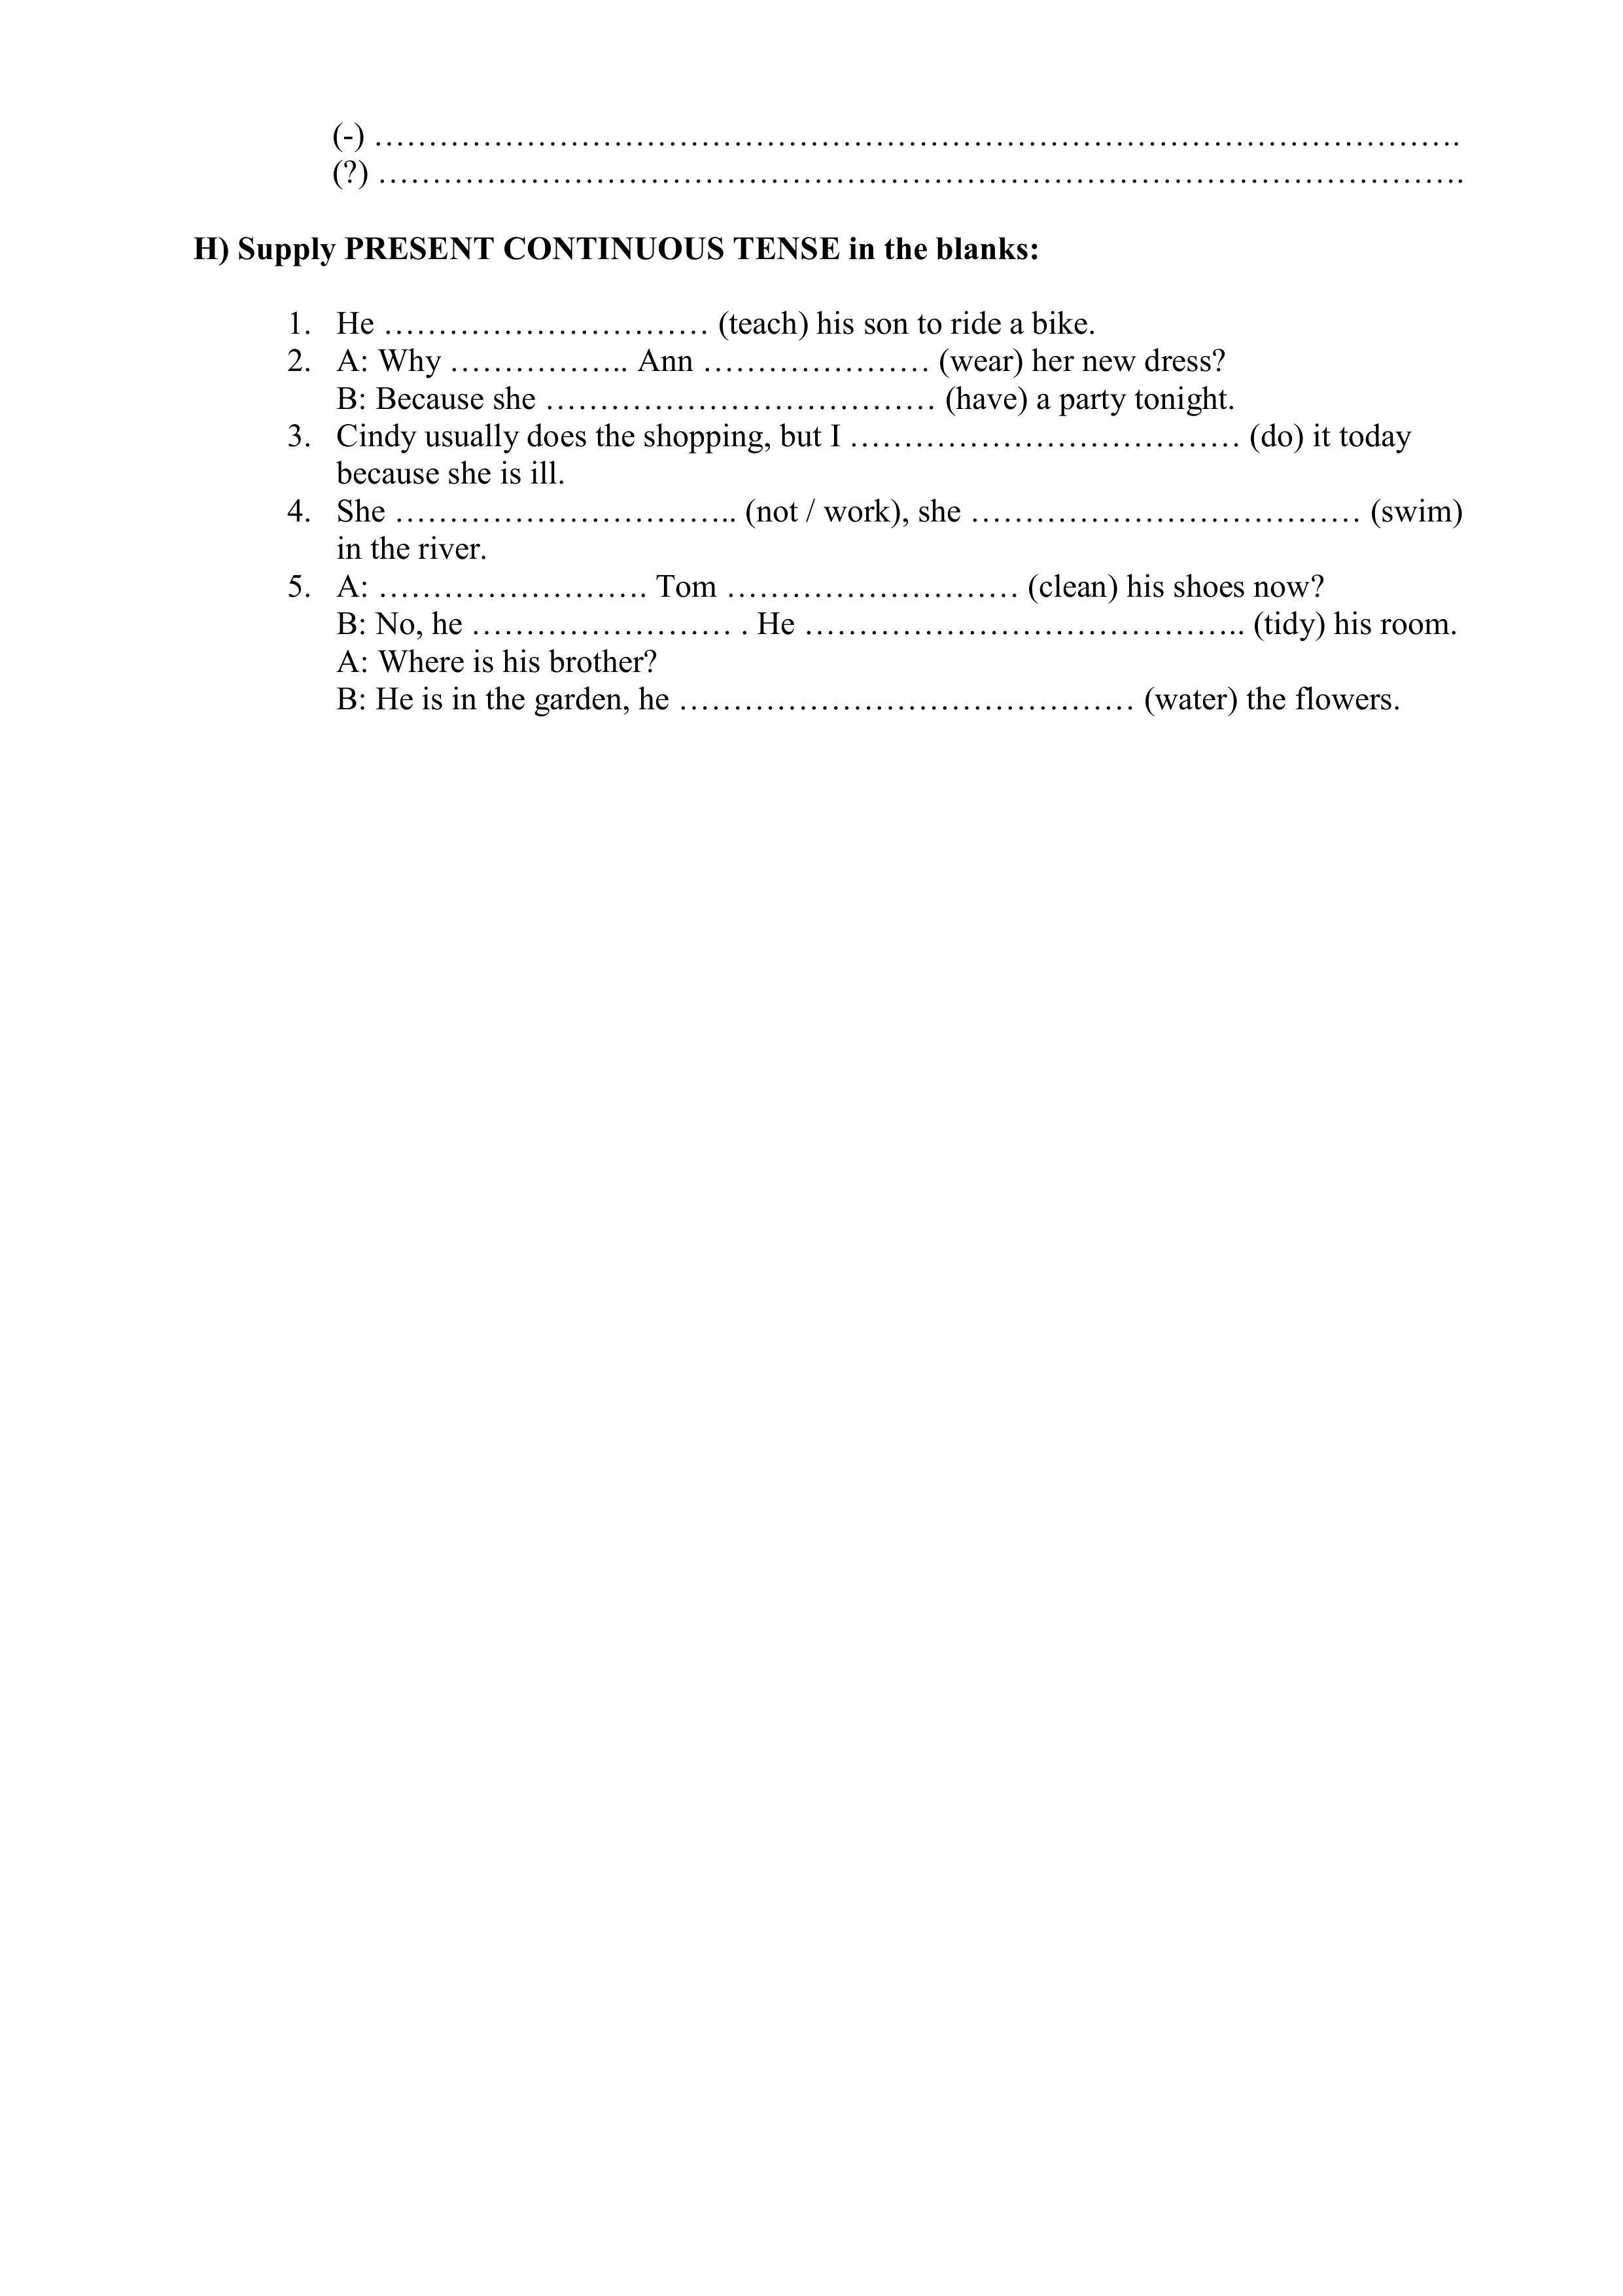 (-) ……………………………………………………………………………………….
(?) ……………………………………………………………………………………….
H) Supply PRESENT CONTINUOUS TENSE in the blanks:
1. He ………………………… (teach) his son to ride a bike.
2. A: Why …………….. Ann ………………… (wear) her new dress?
B: Because she ……………………………… (have) a party tonight.
3. Cindy usually does the shopping, but I ……………………………… (do) it today
because she is ill.
4. She ………………………….. (not / work), she ……………………………… (swim)
in the river.
5. A: ……………………. Tom ……………………… (clean) his shoes now?
B: No, he …………………… . He ………………………………….. (tidy) his room.
A: Where is his brother?
B: He is in the garden, he …………………………………… (water) the flowers.